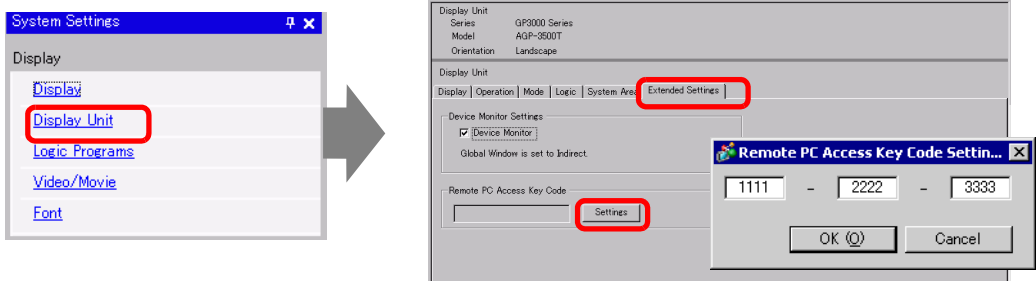 System Settings
Display
Display
Display Unit
Logic Programs
Video/Movie
Font
Display Unit
Series GP3000 Series
Model AGP-3500T
Orientation Landscape
Display Unit
Display Operation Mode Logic System Area Extended Settings
Device Monitor Settings
Device Monitor
Global Window is set to Indirect.
Remote PC Access Key Code
Settings
Remote PC Access Key Code Settin...
1111 - 2222 - 3333
OK (O) Cancel